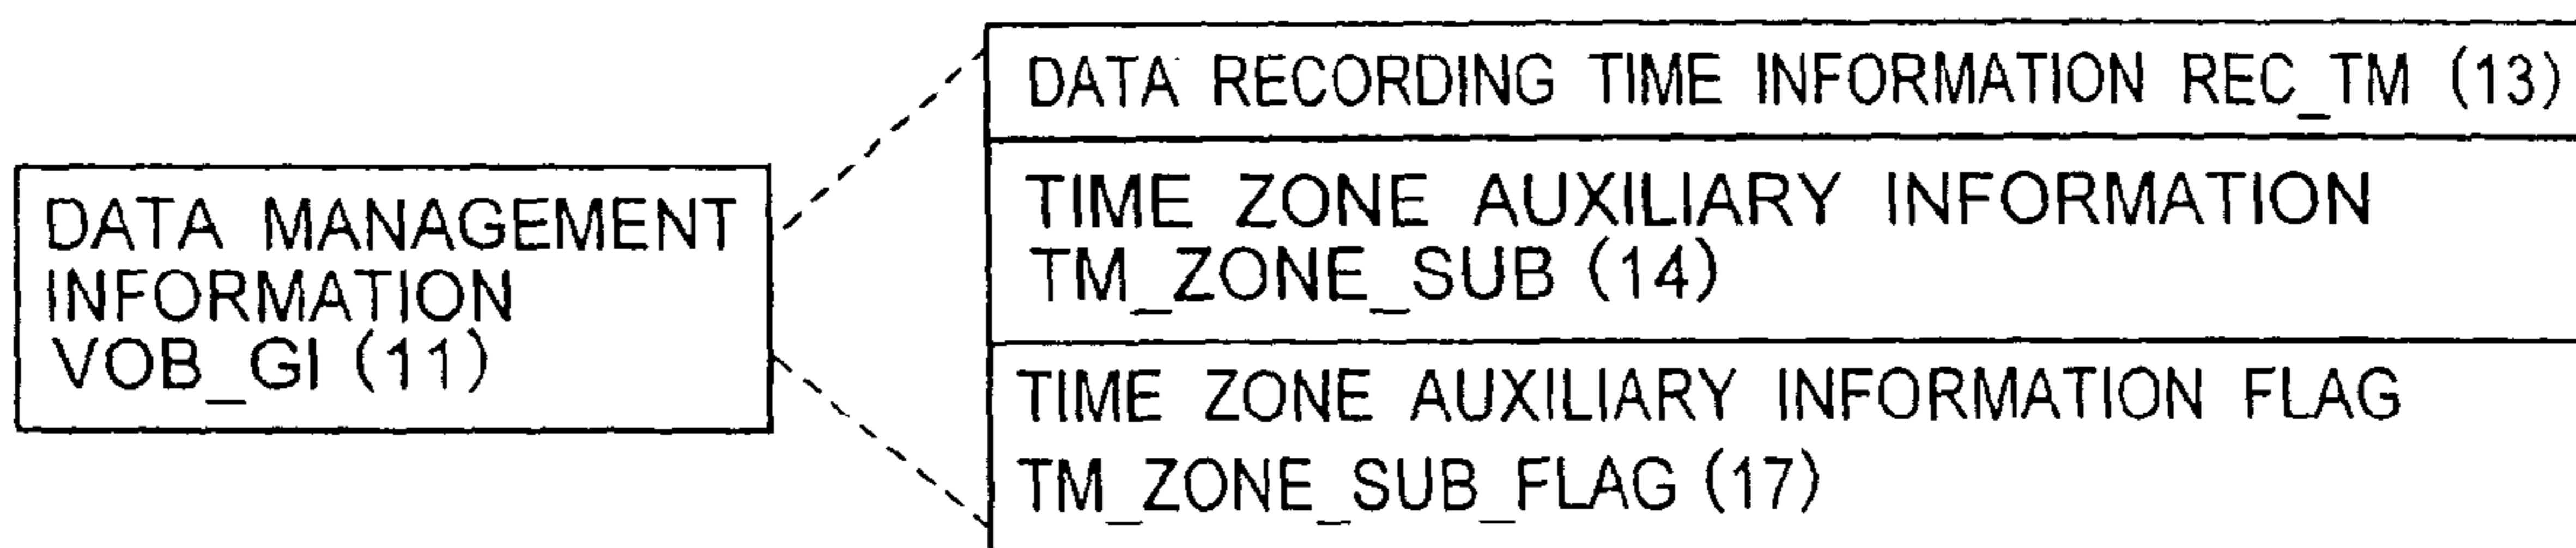 DATA MANAGEMENT
INFORMATION
VOB_GI (11)
DATA RECORDING TIME INFORMATION REC_TM (13)
TIME ZONE AUXILIARY INFORMATION
TM_ZONE_SUB (14)
TIME ZONE AUXILIARY INFORMATION FLAG
TM_ZONE_SUB_FLAG (17)